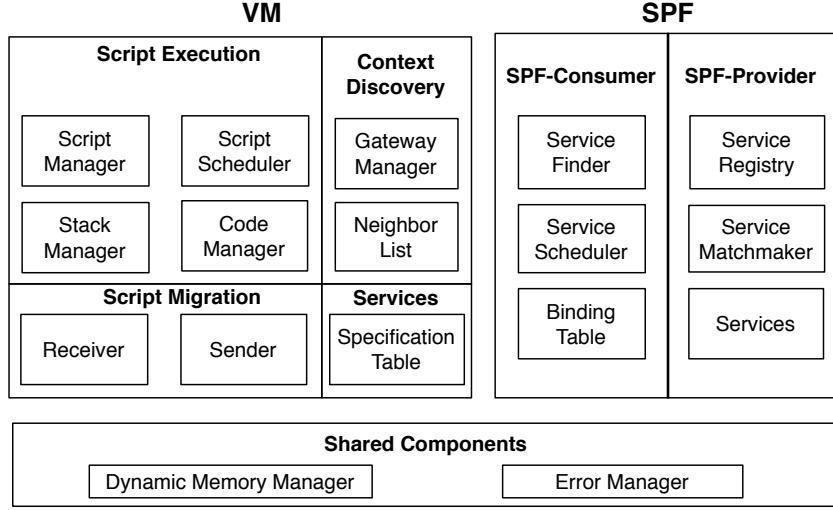 VM
SPF
Script Execution
Context
Discovery
SPF-Consumer
SPF-Provider
Script
Manager
Script
Scheduler
Gateway
Manager
Service
Finder
Service
Registry
Stack
Manager
Code
Manager
Neighbor
List
Service
Scheduler
Service
Matchmaker
Script Migration
Services
Receiver
Sender
Specification
Table
Binding
Table
Services
Shared Components
Dynamic Memory Manager
Error Manager